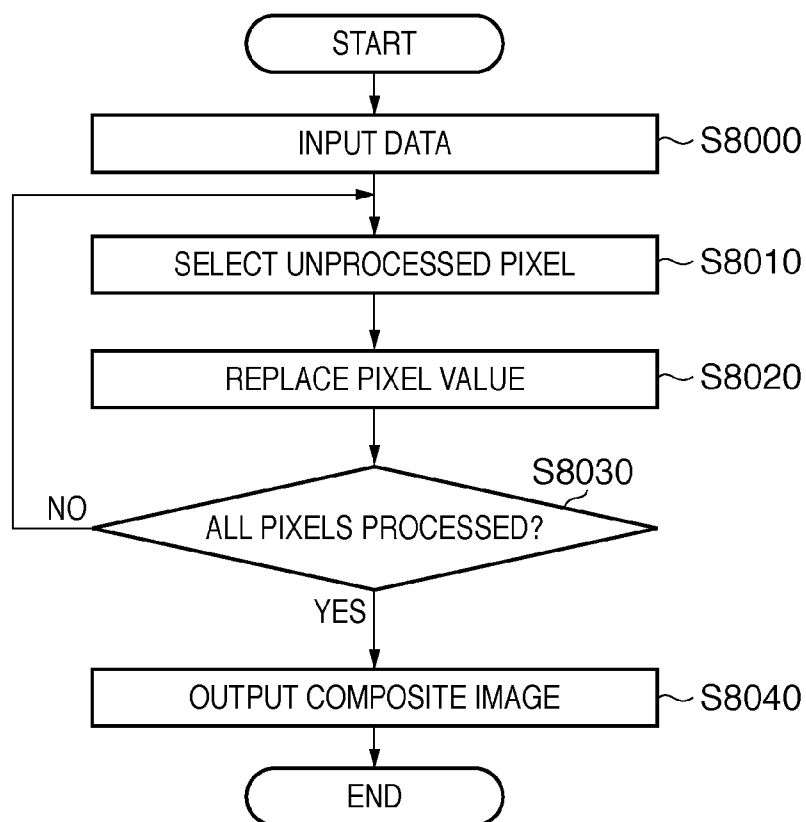 START
INPUT DATA
S8000
SELECT UNPROCESSED PIXEL
S8010
REPLACE PIXEL VALUE
S8020
S8030
NO
ALL PIXELS PROCESSED?
YES
OUTPUT COMPOSITE IMAGE
S8040
END